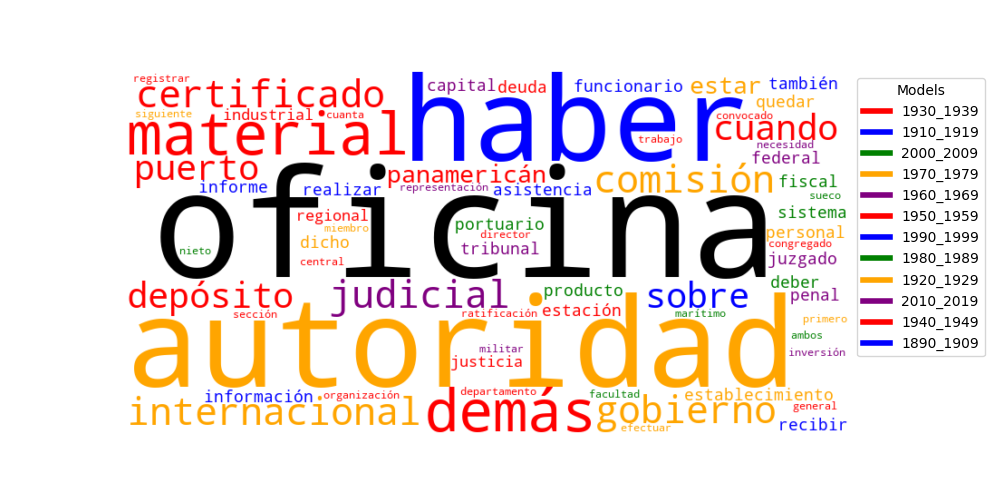 registrar
certificado
siguiente
industrial
cuanta
material
haber
capital
deuda
funcionario
estar
también
quedar
convocado
cuando
trabajo
necesidad
federal
puerto
panamericán
comisión
fiscal
informe
realizar
representación
asistencia
sueco
oficina
regional
miembro
dicho
central
nieto
portuario
director
tribunal
sistema
personal
congregado
juzgado
depósito
judicial
producto
sobre
deber
penal
sección
ratificación
estación
marítimo
primero
autoridad
ambos
militar
justicia
inversión
información
organización
departamento
facultad
establecimiento
internacional
demás
gobierno
general
efectuar
recibir
Models
1930_1939
1910_1919
2000_2009
1970_1979
1960_1969
1950_1959
1990_1999
1980_1989
1920_1929
2010_2019
1940_1949
1890_1909